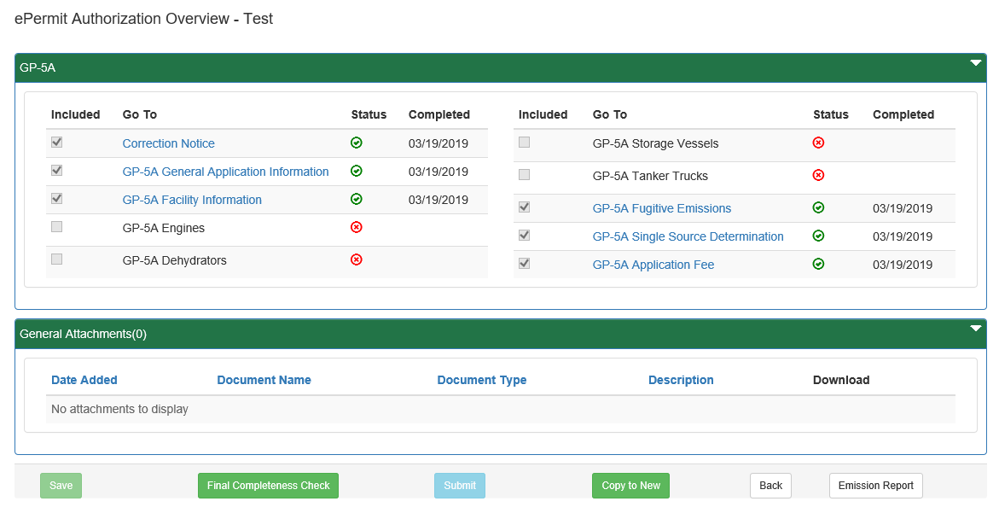 ePermit Authorization Overview - Test
GP-5A
Included Go To Status Completed
Correction Notice 03/19/2019
GP-5A General Application Information 03/19/2019
GP-5A Facility Information 03/19/2019
GP-5A Engines
GP-5A Dehydrators
Included Go To Status Completed
GP-5A Storage Vessels
GP-5A Tanker Trucks
GP-5A Fugitive Emissions 03/19/2019
GP-5A Single Source Determination 03/19/2019
GP-5A Application Fee 03/19/2019
General Attachments(0)
Date Added Document Name Document Type Description Download
No attachments to display
Save Final Completeness Check Submit Copy to New Back Emission Report